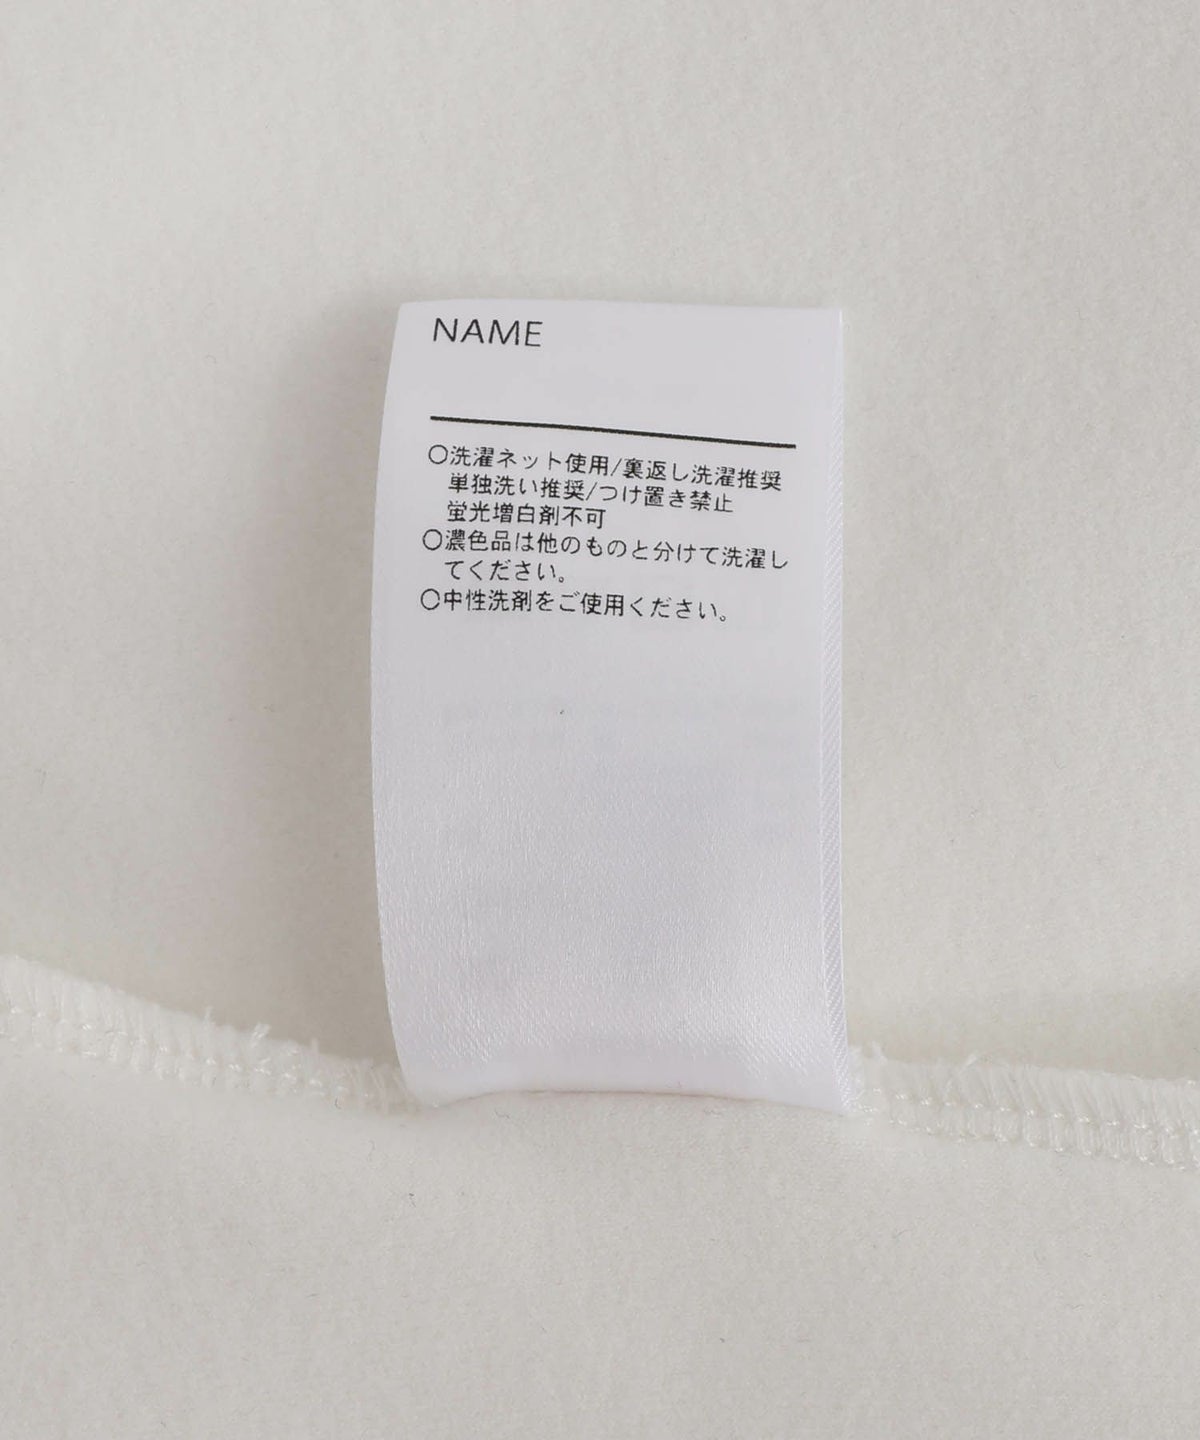 NAME
○洗濯ネット使用/裏返し洗濯推奨
単独洗い推奨/つけ置き禁止
蛍光増白剤不可
○濃色品は他のものと分けて洗濯し
てください。
○中性洗剤をご使用ください。